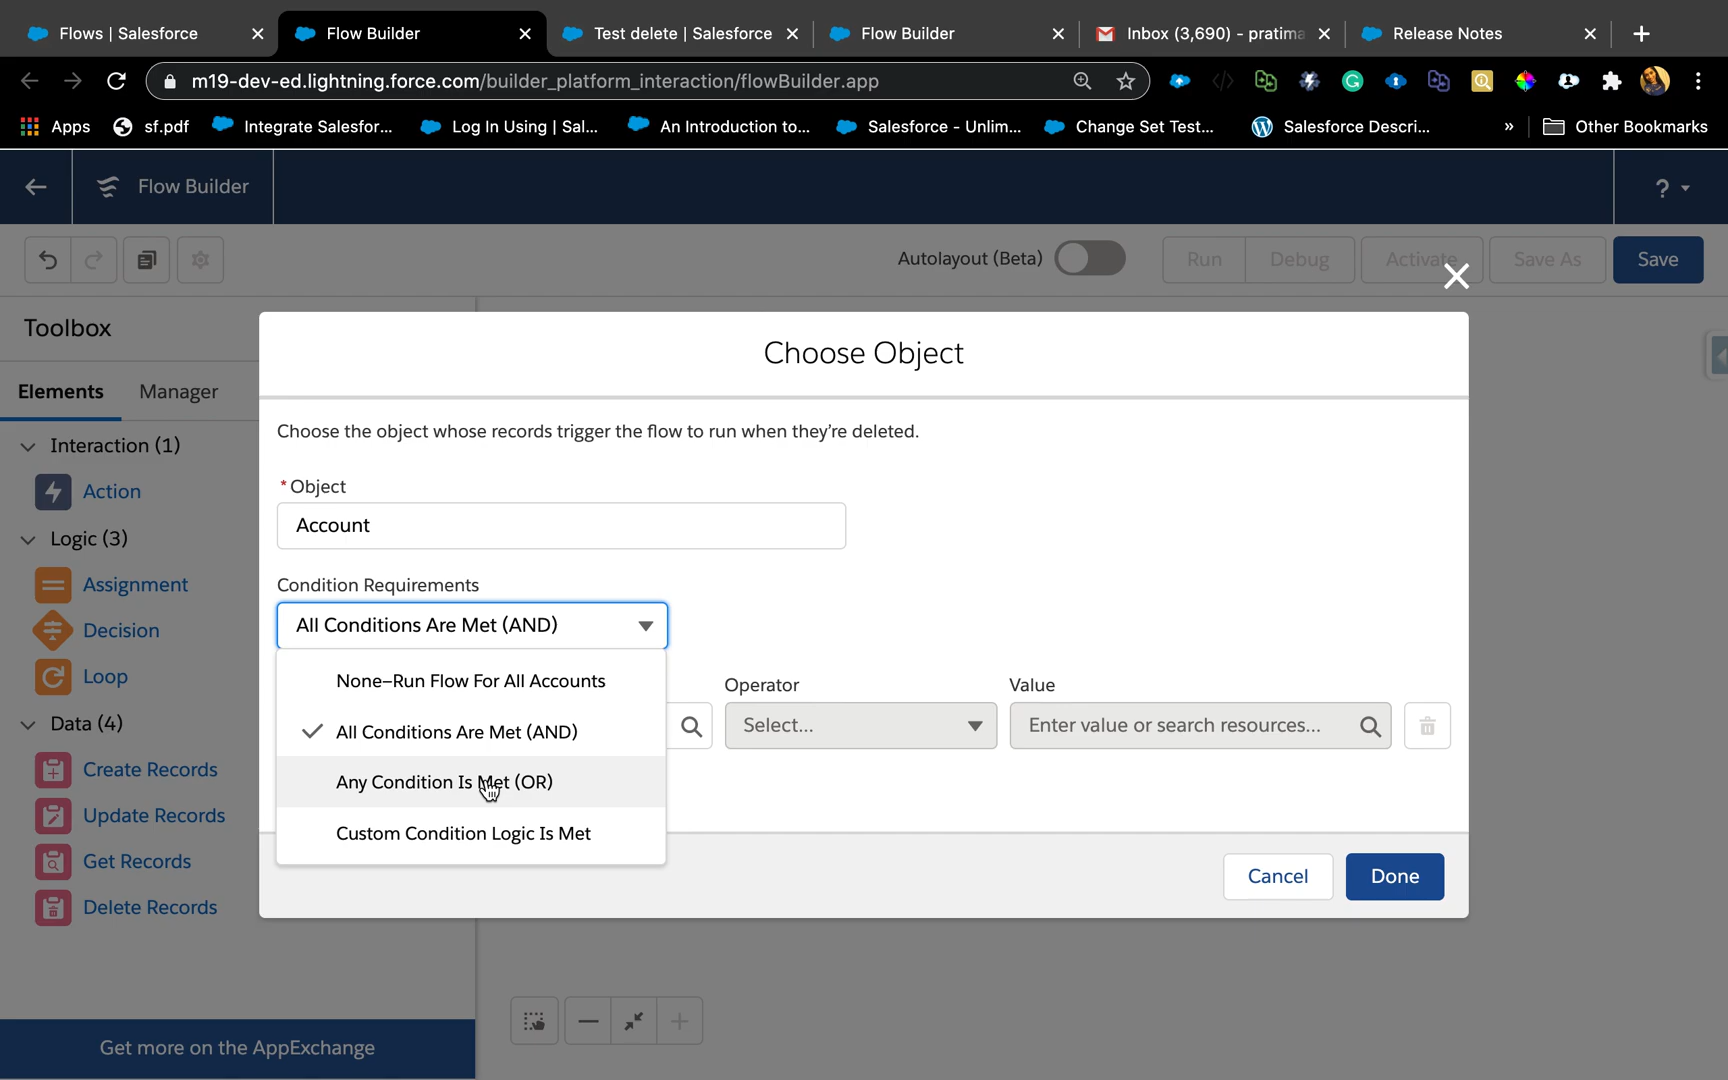 Flows | Salesforce
Flow Builder
Test delete | Salesforce
Flow Builder
Inbox (3,690) - pratima
Release Notes
m19-dev-ed.lightning.force.com/builder_platform_interaction/flowBuilder.app
Apps
sf.pdf
Integrate Salesfor...
Log In Using | Sal...
An Introduction to...
Salesforce - Unlim...
Change Set Test...
Salesforce Descri...
»
Other Bookmarks
Flow Builder
?
Autolayout (Beta)
Run
Debug
Activate
Save As
Save
Toolbox
Elements
Manager
Interaction (1)
Action
Logic (3)
Assignment
Decision
Loop
Data (4)
Create Records
Update Records
Get Records
Delete Records
Get more on the AppExchange
Choose Object
Choose the object whose records trigger the flow to run when they're deleted.
* Object
Account
Condition Requirements
All Conditions Are Met (AND)
None–Run Flow For All Accounts
All Conditions Are Met (AND)
Any Condition Is Met (OR)
Custom Condition Logic Is Met
Operator
Value
Select...
Enter value or search resources...
Cancel
Done